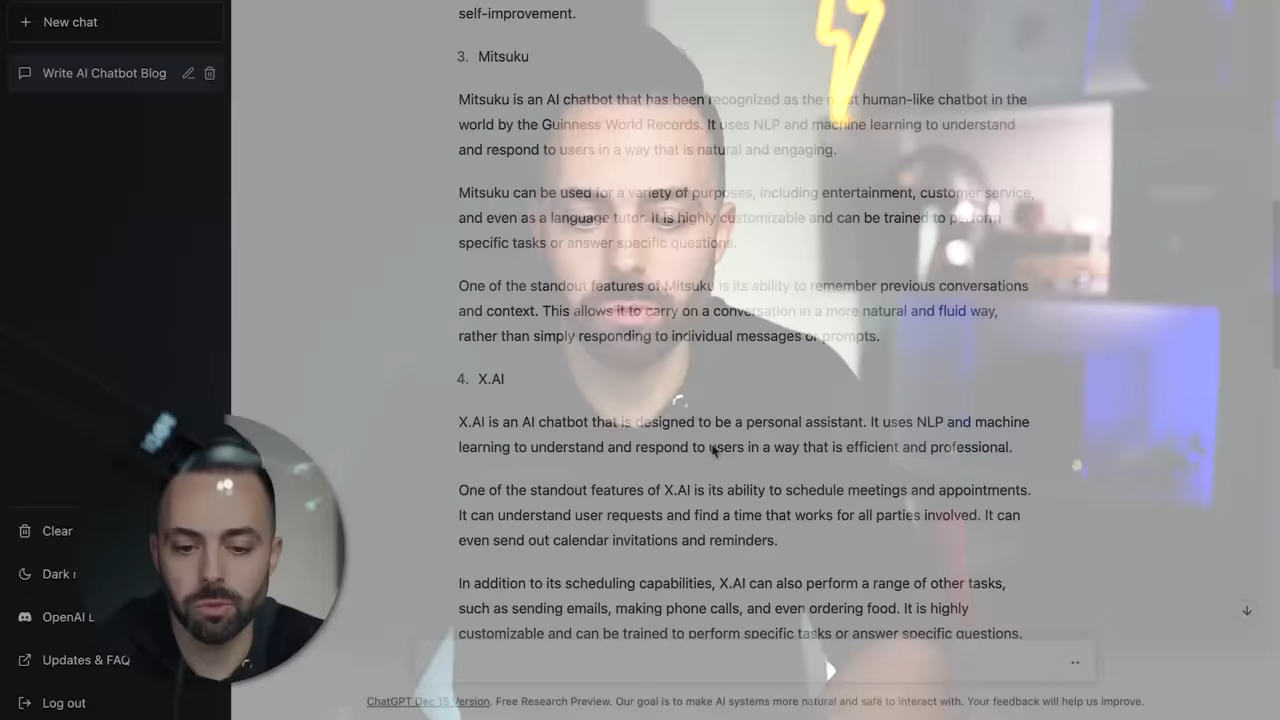 New chat
Write AI Chatbot Blog
Clear
Dark
OpenAI
Updates & FAQ
Log out
self-improvement.
3. Mitsuku
Mitsuku is an AI chatbot that has been recognized as the most human-like chatbot in the
world by the Guinness World Records. It uses NLP and machine learning to understand
and respond to users in a way that is natural and engaging.
Mitsuku can be used for a variety of purposes, including entertainment, customer service,
and even as a language tutor. It is highly customizable and can be trained to perform
specific tasks or answer specific questions.
One of the standout features of Mitsuku is its ability to remember previous conversations
and context. This allows it to carry on a conversation in a more natural and fluid way,
rather than simply responding to individual messages or prompts.
4. X.AI
X.AI is an AI chatbot that is designed to be a personal assistant. It uses NLP and machine
learning to understand and respond to users in a way that is efficient and professional.
One of the standout features of X.AI is its ability to schedule meetings and appointments.
It can understand user requests and find a time that works for all parties involved. It can
even send out calendar invitations and reminders.
In addition to its scheduling capabilities, X.AI can also perform a range of other tasks,
such as sending emails, making phone calls, and even ordering food. It is highly
customizable and can be trained to perform specific tasks or answer specific questions.
ChatGPT Dec 15 Version. Free Research Preview. Our goal is to make AI systems more natural and safe to interact with. Your feedback will help us improve.